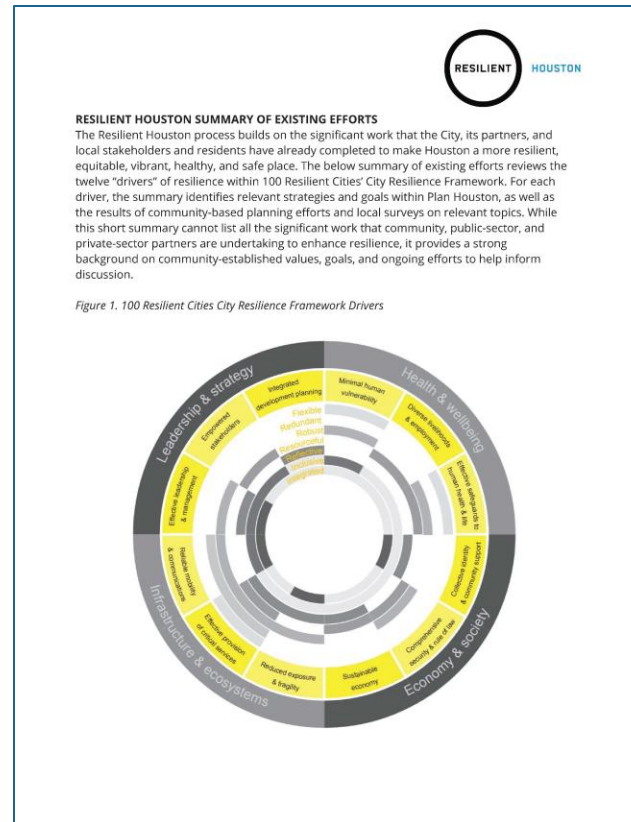 RESILIENT HOUSTON
RESILIENT HOUSTON SUMMARY OF EXISTING EFFORTS
The Resilient Houston process builds on the significant work that the City, its partners, and
local stakeholders and residents have already completed to make Houston a more resilient,
equitable, vibrant, healthy, and safe place. The below summary of existing efforts reviews the
twelve “drivers” of resilience within 100 Resilient Cities’ City Resilience Framework. For each
driver, the summary identifies relevant strategies and goals within Plan Houston, as well as
the results of community-based planning efforts and local surveys on relevant topics. While
this short summary cannot list all the significant work that community, public-sector, and
private-sector partners are undertaking to enhance resilience, it provides a strong
background on community-established values, goals, and ongoing efforts to help inform
discussion.
Figure 1. 100 Resilient Cities City Resilience Framework Drivers
Leadership & strategy
Health & wellbeing
Integrated
development planning
Minimal human
vulnerability
Empowered
stakeholders
Diverse livelihoods
& employment
Flexible
Redundant
Robust
Resourceful
Reflective
Inclusive
Integrated
Effective leadership
& management
Effective safeguards to
human health & life
Reliable mobility
& communications
Collective identity
& community support
Effective provision
of critical services
Comprehensive
security & rule of law
Reduced exposure
& fragility
Sustainable
economy
Infrastructure & ecosystems
Economy & society